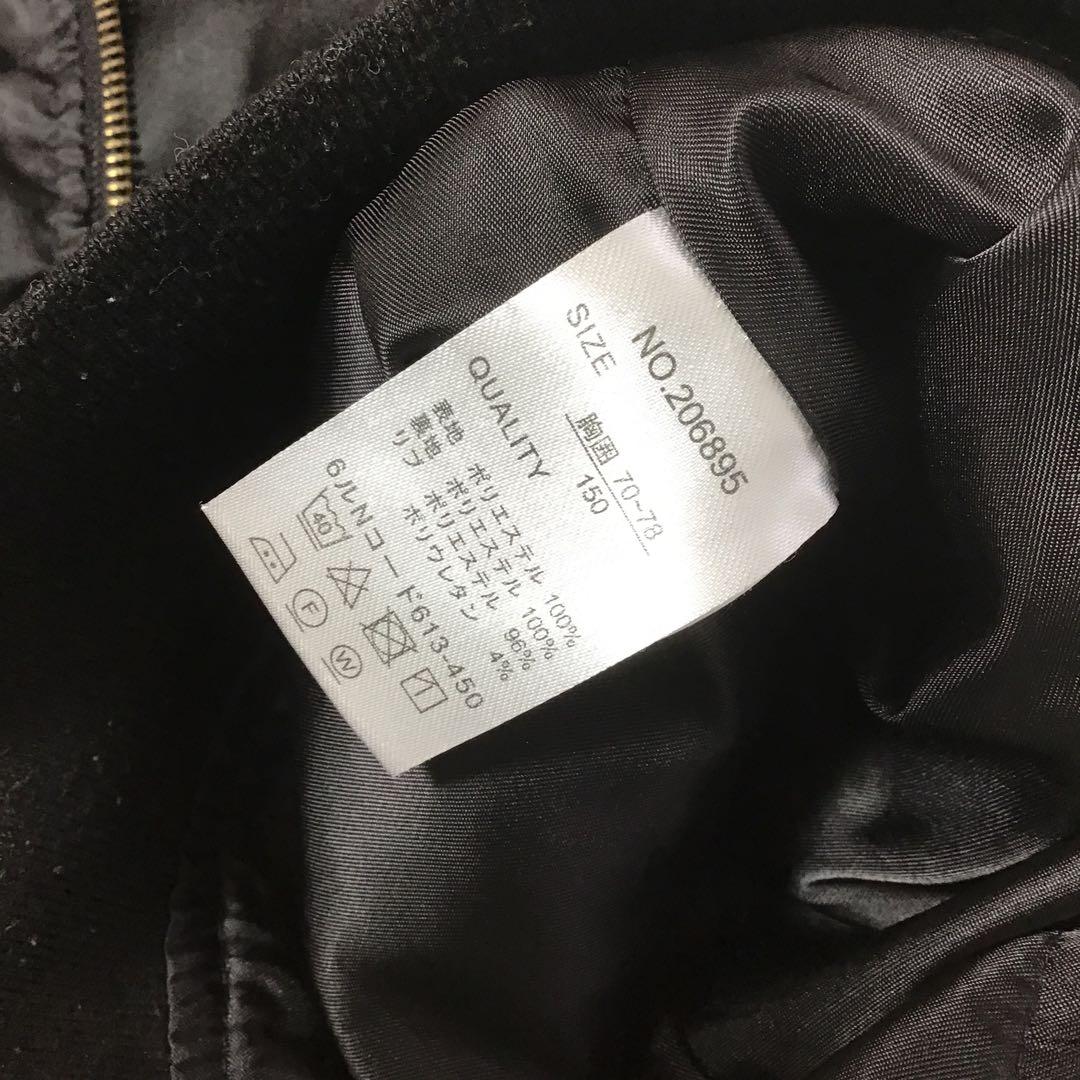 NO.206895
SIZE
胸囲 70~78
150
QUALITY
表地 ポリエステル 100%
裏地 ポリエステル 100%
リブ ポリエステル 96%
ポリウレタン 4%
6ルNコード613-450
40
F
W